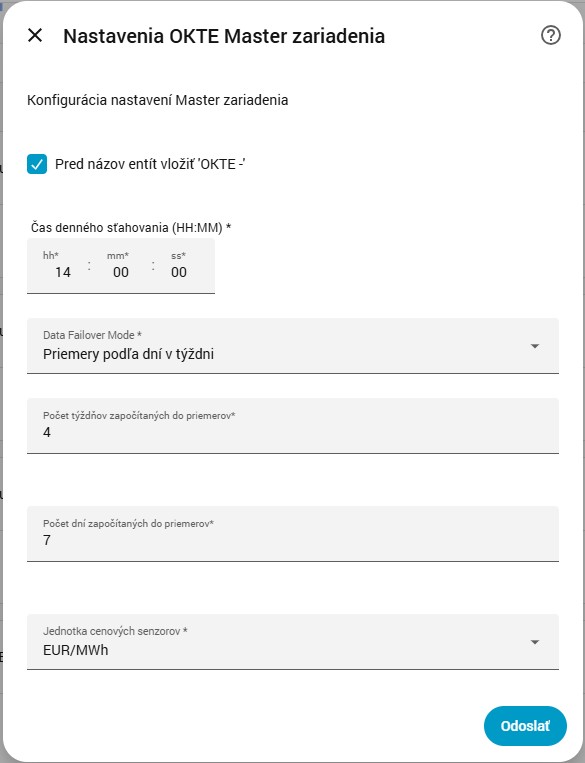 Nastavenia OKTE Master zariadenia
Konfigurácia nastavení Master zariadenia
Pred názov entít vložiť 'OKTE -'
Čas denného sťahovania (HH:MM) *
hh* mm* ss*
14 : 00 : 00
Data Failover Mode *
Priemery podľa dní v týždni
Počet týždňov započítaných do priemerov*
4
Počet dní započítaných do priemerov*
7
Jednotka cenových senzorov *
EUR/MWh
Odoslať